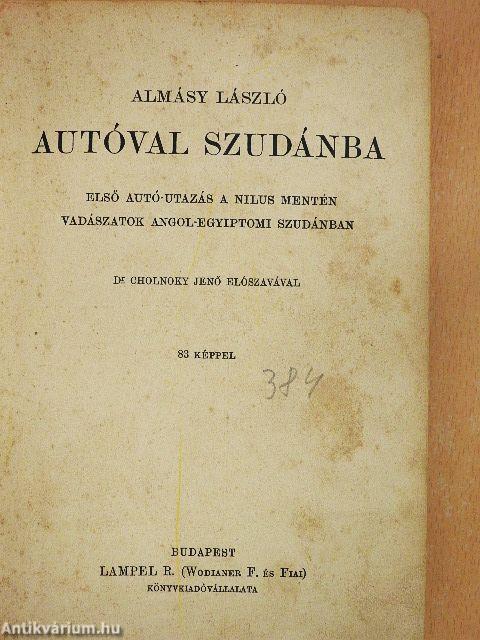 ALMÁSY LÁSZLÓ
AUTÓVAL SZUDÁNBA
ELSŐ AUTÓ-UTAZÁS A NILUS MENTÉN
VADÁSZATOK ANGOL-EGYIPTOMI SZUDÁNBAN
Dr CHOLNOKY JENŐ ELŐSZAVÁVAL
83 KÉPPEL
384
BUDAPEST
LAMPEL R. (WODIANER F. ÉS FIAI)
KÖNYVKIADÓVÁLLALATA
Antikvárium.hu